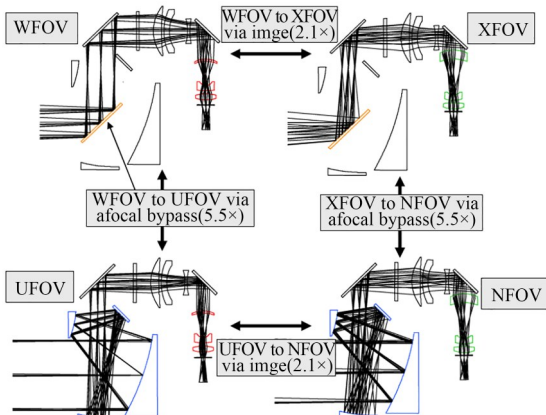 WFOV
WFOV to XFOV
via imge(2.1×)
XFOV
WFOV to UFOV via
afocal bypass(5.5×)
XFOV to NFOV via
afocal bypass(5.5×)
UFOV
UFOV to NFOV
via imge(2.1×)
NFOV